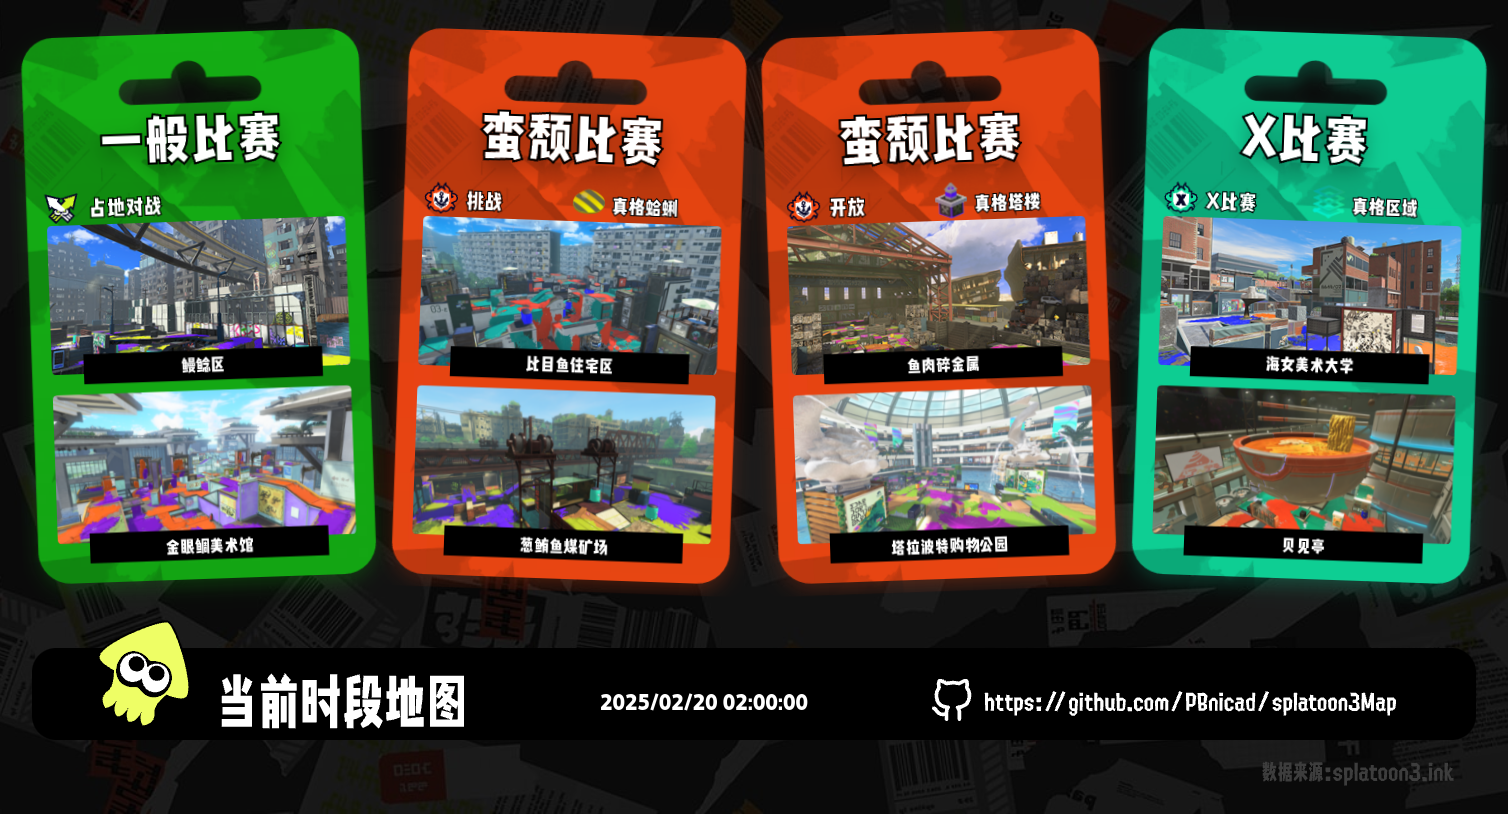 一般比赛
占地对战
鳗鲶区
金眼鲷美术馆
蛮颓比赛
挑战
真格蛤蜊
比目鱼住宅区
葱鲔鱼煤矿场
蛮颓比赛
开放
真格塔楼
鱼肉碎金属
塔拉波特购物公园
X比赛
X比赛
真格区域
海女美术大学
贝见亭
当前时段地图
2025/02/20 02:00:00
https://github.com/PBnicad/splatoon3Map
数据来源:splatoon3.ink